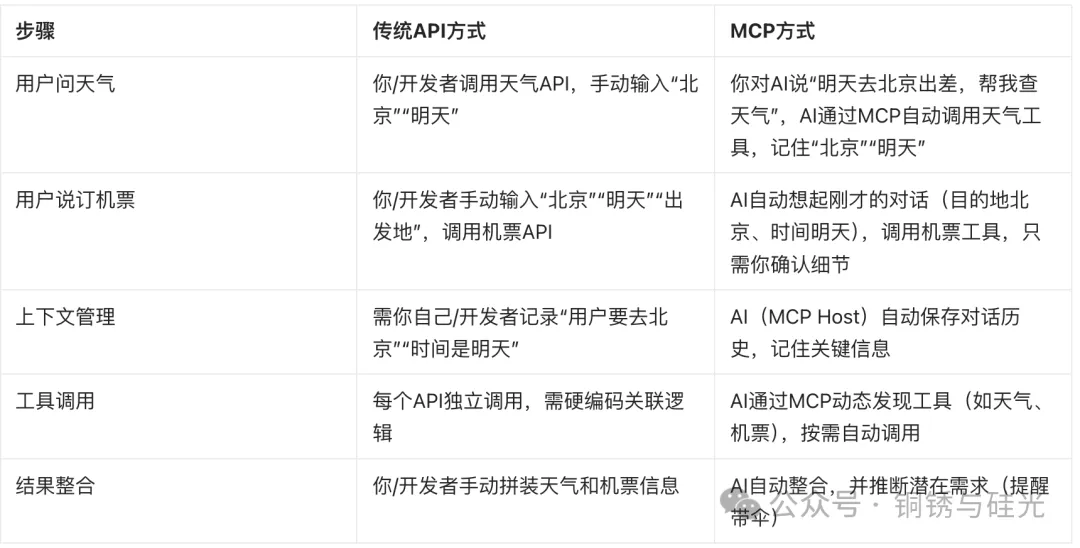 步骤
传统API方式
MCP方式
用户问天气
你/开发者调用天气API，手动输入“北
京”“明天”
你对AI说“明天去北京出差，帮我查
天气”，AI通过MCP自动调用天气工
具，记住“北京”“明天”
用户说订机票
你/开发者手动输入“北京”“明天”“出
发地”，调用机票API
AI自动想起刚才的对话（目的地北
京、时间明天），调用机票工具，只
需你确认细节
上下文管理
需你自己/开发者记录“用户要去北
京”“时间是明天”
AI（MCP Host）自动保存对话历
史，记住关键信息
工具调用
每个API独立调用，需硬编码关联逻
辑
AI通过MCP动态发现工具（如天气、
机票），按需自动调用
结果整合
你/开发者手动拼装天气和机票信息
AI自动整合，并推断潜在需求（提醒
带伞）
公众号·铜锈与硅光